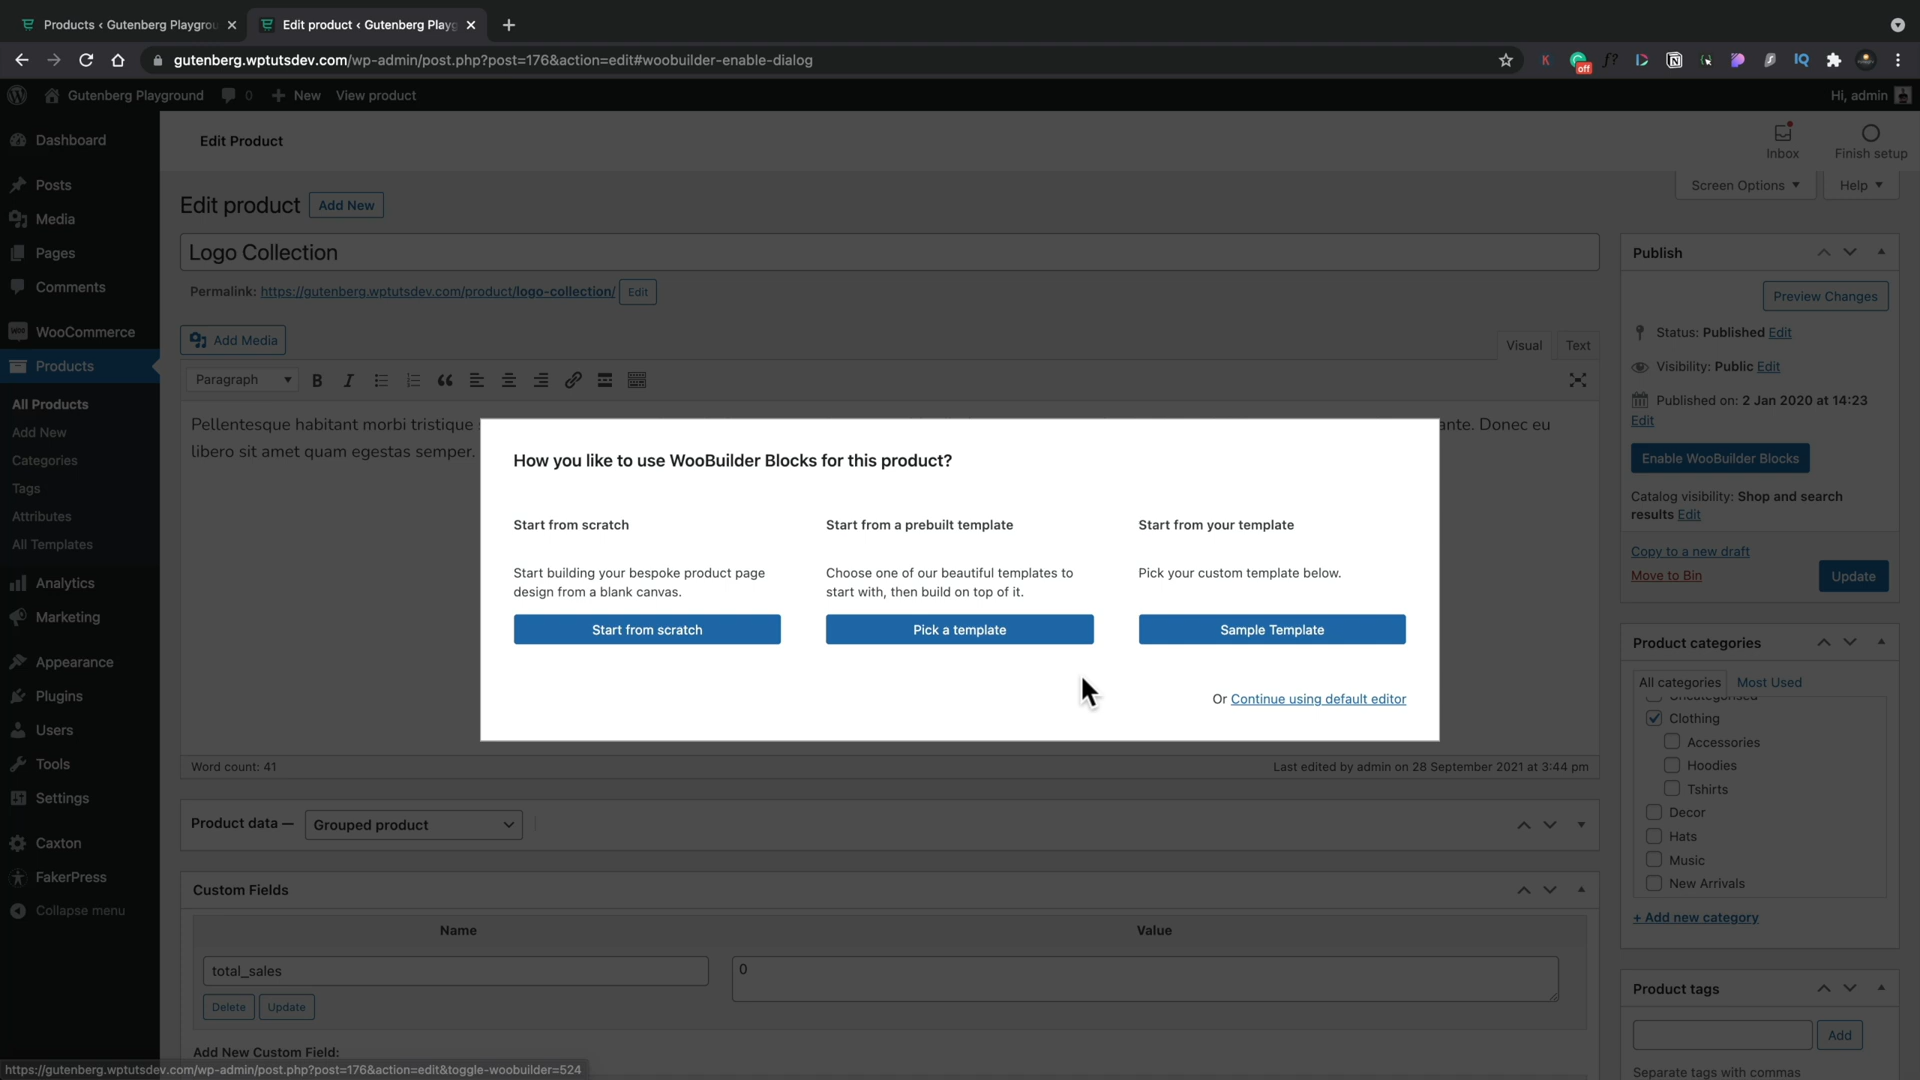 Products ‹ Gutenberg Playgrou
Edit product ‹ Gutenberg Playg
gutenberg.wptutsdev.com/wp-admin/post.php?post=176&action=edit#woobuilder-enable-dialog
off
Gutenberg Playground
0
New
View product
Hi, admin
Dashboard
Posts
Media
Pages
Comments
WooCommerce
Products
All Products
Add New
Categories
Tags
Attributes
All Templates
Analytics
Marketing
Appearance
Plugins
Users
Tools
Settings
Caxton
FakerPress
Collapse menu
Edit Product
Inbox
Finish setup
Screen Options
Help
Edit product
Add New
Logo Collection
Permalink: https://gutenberg.wptutsdev.com/product/logo-collection/ Edit
Add Media
Visual
Text
Paragraph
Pellentesque habitant morbi tristique
ante. Donec eu
libero sit amet quam egestas semper.
How you like to use WooBuilder Blocks for this product?
Start from scratch
Start building your bespoke product page
design from a blank canvas.
Start from scratch
Start from a prebuilt template
Choose one of our beautiful templates to
start with, then build on top of it.
Pick a template
Start from your template
Pick your custom template below.
Sample Template
Or Continue using default editor
Word count: 41
Last edited by admin on 28 September 2021 at 3:44 pm
Product data — Grouped product
Custom Fields
Name
Value
total_sales
0
Delete
Update
Add New Custom Field:
Publish
Preview Changes
Status: Published Edit
Visibility: Public Edit
Published on: 2 Jan 2020 at 14:23
Edit
Enable WooBuilder Blocks
Catalog visibility: Shop and search
results Edit
Copy to a new draft
Move to Bin
Update
Product categories
All categories
Most Used
Uncategorised
Clothing
Accessories
Hoodies
Tshirts
Decor
Hats
Music
New Arrivals
+ Add new category
Product tags
Add
Separate tags with commas
https://gutenberg.wptutsdev.com/wp-admin/post.php?post=176&action=edit&toggle-woobuilder=524